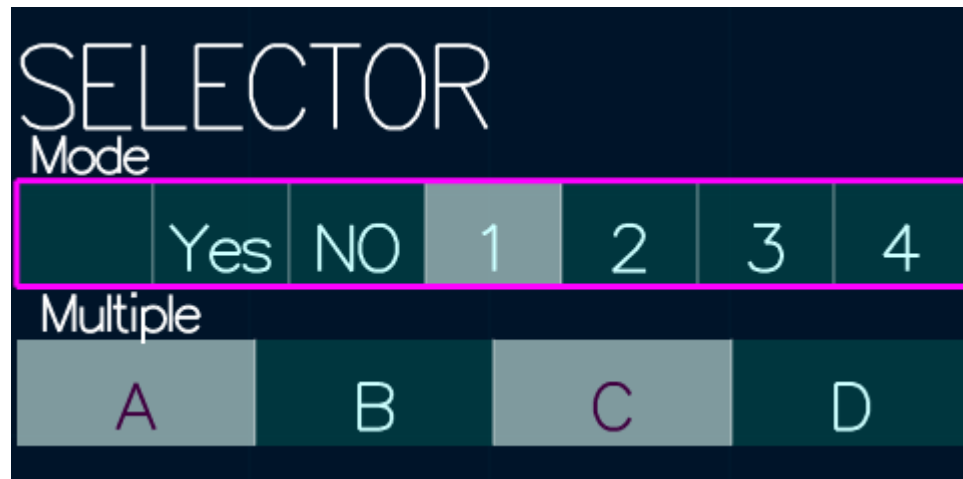 SELECTOR
Mode
Yes NO 1 2 3 4
Multiple
A B C D